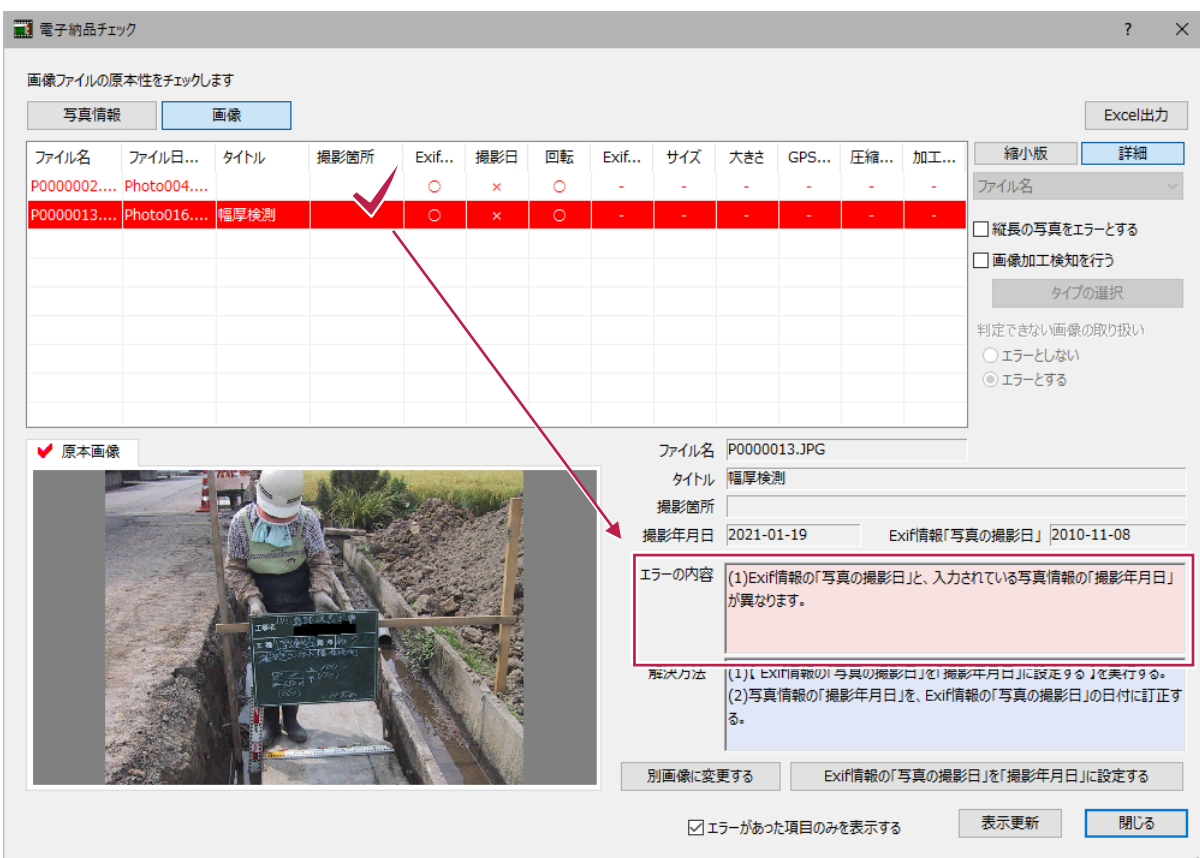 電子納品チェック
?
画像ファイルの原本性をチェックします
写真情報 画像 Excel出力
ファイル名 ファイル日... タイトル 撮影箇所 Exif... 撮影日 回転 Exif... サイズ 大きさ GPS... 圧縮... 加工...
P0000002.... Photo004.... ○ × ○ - - - - - -
P0000013.... Photo016.... 幅厚検測 ○ × ○ - - - - - -
縮小版 詳細
ファイル名
縦長の写真をエラーとする
画像加工検知を行う
タイプの選択
判定できない画像の取り扱い
エラーとしない
エラーとする
原本画像
工事名
工種
ファイル名 P0000013.JPG
タイトル 幅厚検測
撮影箇所
撮影年月日 2021-01-19 Exif情報「写真の撮影日」 2010-11-08
エラーの内容 (1)Exif情報の「写真の撮影日」と、入力されている写真情報の「撮影年月日」
が異なります。
解決方法 (1)【 Exif情報の「写真の撮影日」を「撮影年月日」に設定する 】を実行する。
(2)写真情報の「撮影年月日」を、Exif情報の「写真の撮影日」の日付に訂正す
る。
別画像に変更する Exif情報の「写真の撮影日」を「撮影年月日」に設定する
エラーがあった項目のみを表示する 表示更新 閉じる